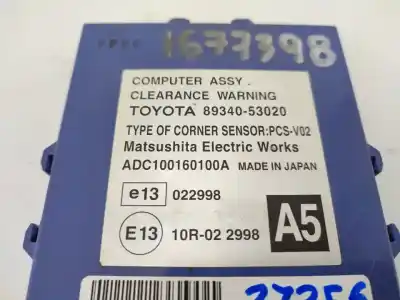 1677398
COMPUTER ASSY.
CLEARANCE WARNING
TOYOTA 89340-53020
TYPE OF CORNER SENSOR:PCS-V02
Matsushita Electric Works
ADC100160100A MADE IN JAPAN
e13 022998
E13 10R-02 2998
A5